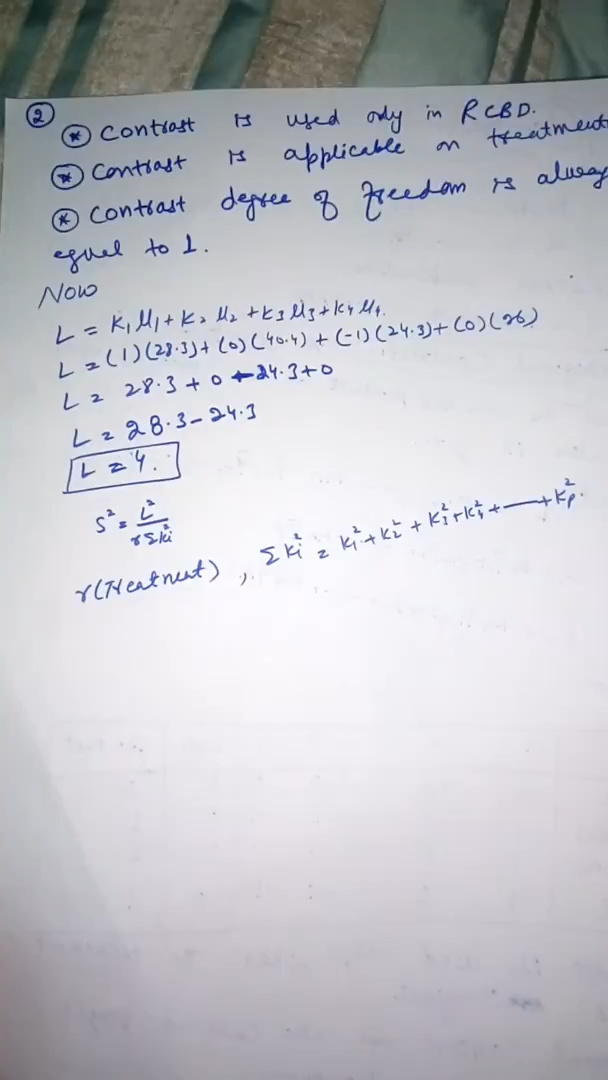 ②
* Contrast is used only in RCBD.
* Contrast is applicable on treatment
* Contrast degree of freedom is alway
equal to 1.
Now
L = K₁μ₁ + K₂μ₂ + K₃μ₃ + K₄μ₄.
L = (1)(28.3) + (0)(40.4) + (-1)(24.3) + (0)(26)
L = 28.3 + 0 - 24.3 + 0
L = 28.3 - 24.3
L = 4.
S² = L² / rΣKi²
r(Treatment), ΣKi² = K₁² + K₂² + K₃² + K₄² + — + Kp².